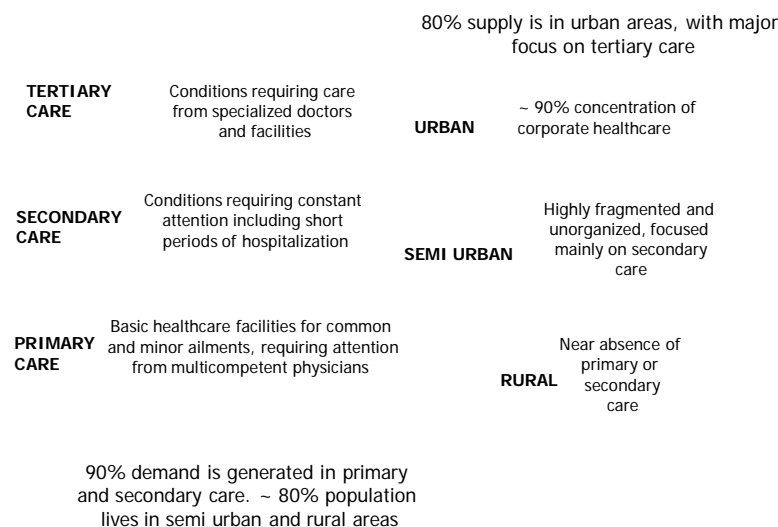 80% supply is in urban areas, with major
focus on tertiary care
TERTIARY
CARE
Conditions requiring care
from specialized doctors
and facilities
URBAN
~ 90% concentration of
corporate healthcare
SECONDARY
CARE
Conditions requiring constant
attention including short
periods of hospitalization
SEMI URBAN
Highly fragmented and
unorganized, focused
mainly on secondary
care
PRIMARY
CARE
Basic healthcare facilities for common
and minor ailments, requiring attention
from multicompetent physicians
RURAL
Near absence of
primary or
secondary
care
90% demand is generated in primary
and secondary care. ~ 80% population
lives in semi urban and rural areas